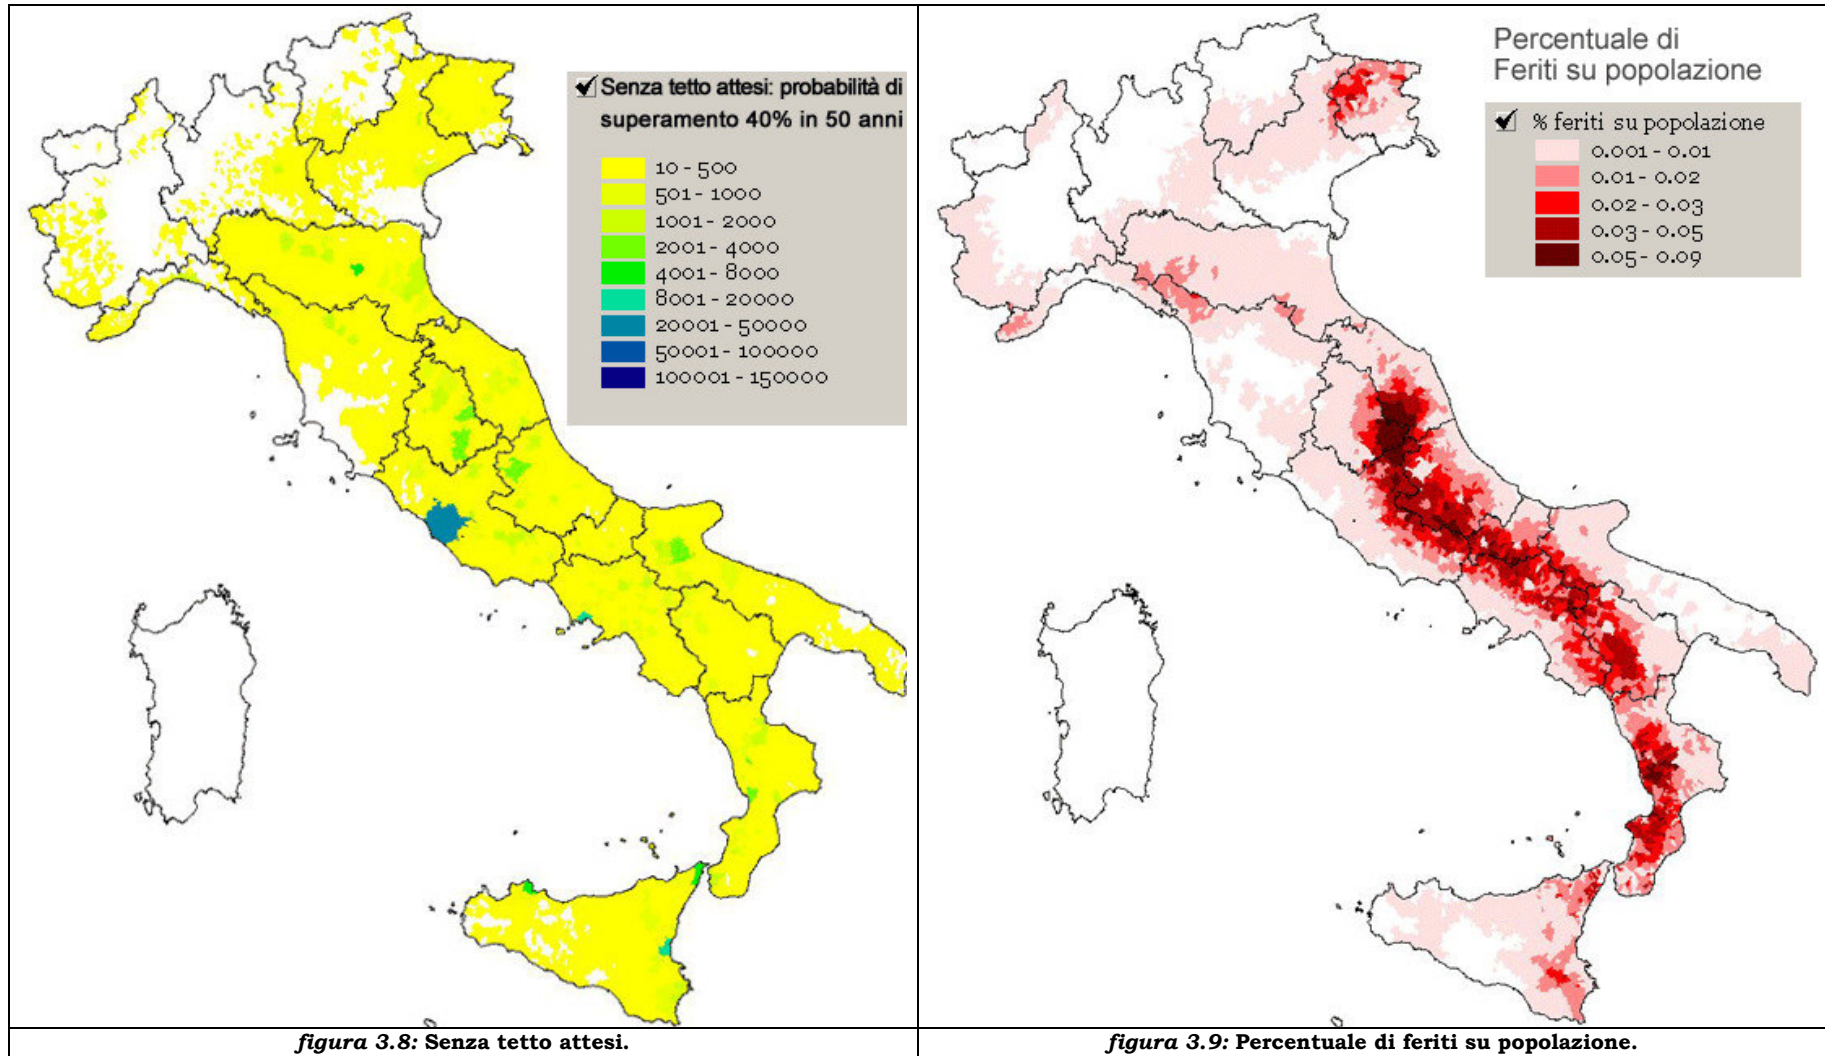 Senza tetto attesi: probabilità di
superamento 40% in 50 anni
10 - 500
501 - 1000
1001 - 2000
2001 - 4000
4001 - 8000
8001 - 20000
20001 - 50000
50001 - 100000
100001 - 150000
figura 3.8: Senza tetto attesi.
Percentuale di
Feriti su popolazione
% feriti su popolazione
0.001 - 0.01
0.01 - 0.02
0.02 - 0.03
0.03 - 0.05
0.05 - 0.09
figura 3.9: Percentuale di feriti su popolazione.